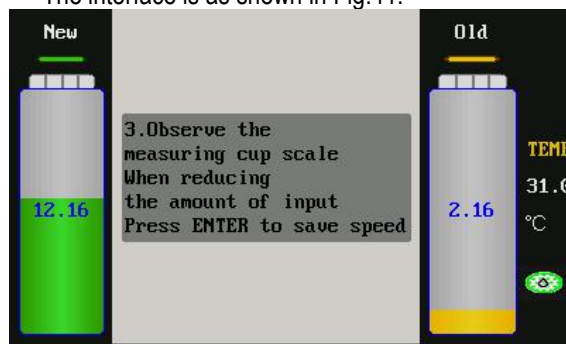 The interface is as shown in Fig.11.
New
Old
3.Observe the
measuring cup scale
When reducing
the amount of input
Press ENTER to save speed
12.16
2.16
31.0
°C